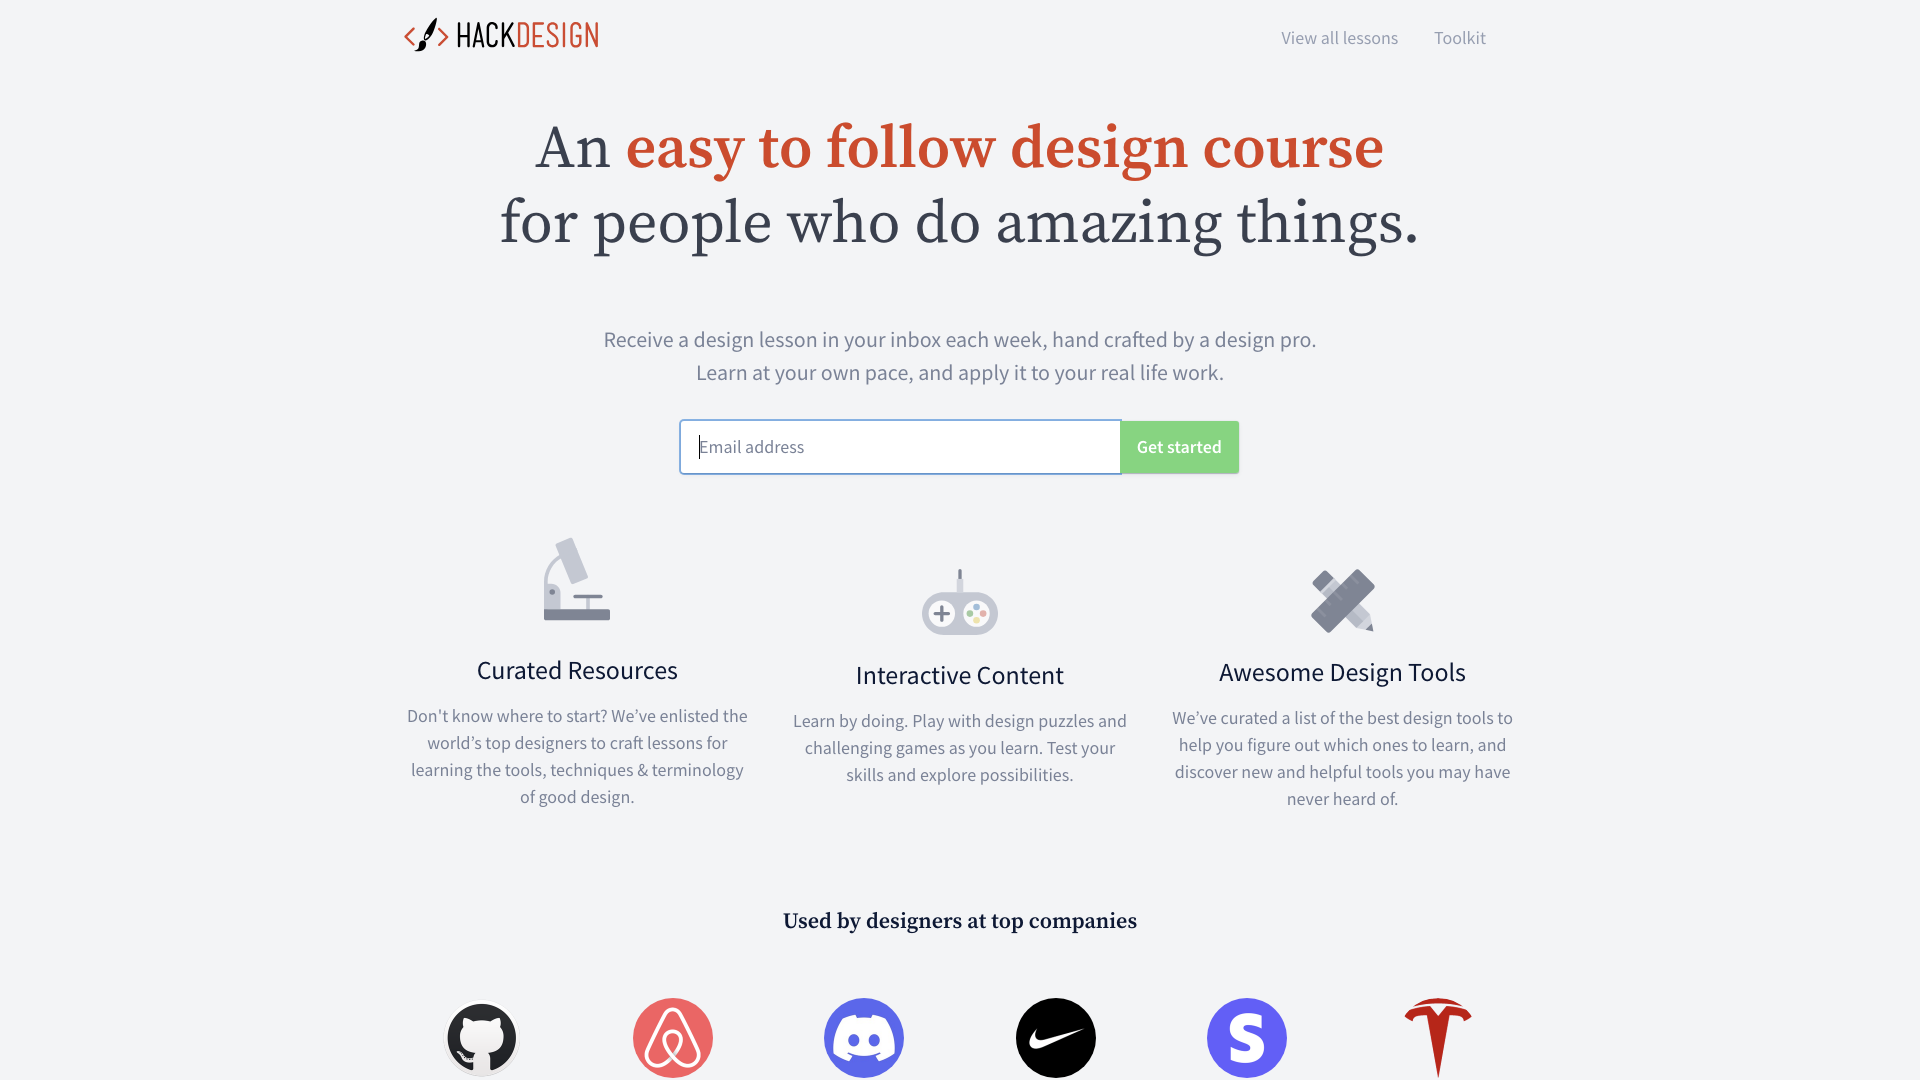 HACKDESIGN
View all lessons
Toolkit
An easy to follow design course
for people who do amazing things.
Receive a design lesson in your inbox each week, hand crafted by a design pro.
Learn at your own pace, and apply it to your real life work.
Email address
Get started
Curated Resources
Don't know where to start? We’ve enlisted the
world’s top designers to craft lessons for
learning the tools, techniques & terminology
of good design.
Interactive Content
Learn by doing. Play with design puzzles and
challenging games as you learn. Test your
skills and explore possibilities.
Awesome Design Tools
We’ve curated a list of the best design tools to
help you figure out which ones to learn, and
discover new and helpful tools you may have
never heard of.
Used by designers at top companies
S